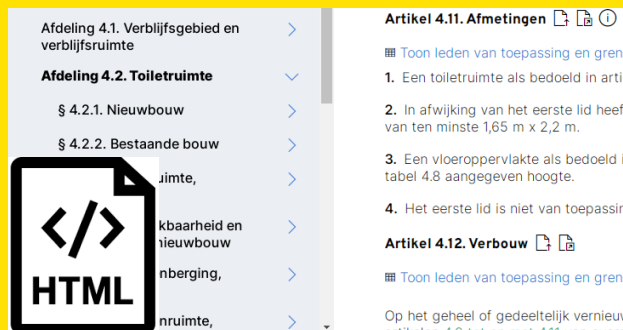 Afdeling 4.1. Verblijfsgebied en
verblijfsruimte
Afdeling 4.2. Toiletruimte
§ 4.2.1. Nieuwbouw
§ 4.2.2. Bestaande bouw
uimte,
kbaarheid en
nieuwbouw
nberging,
nruimte,
HTML
Artikel 4.11. Afmetingen
Toon leden van toepassing en gren
1. Een toiletruimte als bedoeld in arti
2. In afwijking van het eerste lid heef
van ten minste 1,65 m x 2,2 m.
3. Een vloeroppervlakte als bedoeld i
tabel 4.8 aangegeven hoogte.
4. Het eerste lid is niet van toepassin
Artikel 4.12. Verbouw
Toon leden van toepassing en gren
Op het geheel of gedeeltelijk vernieuw